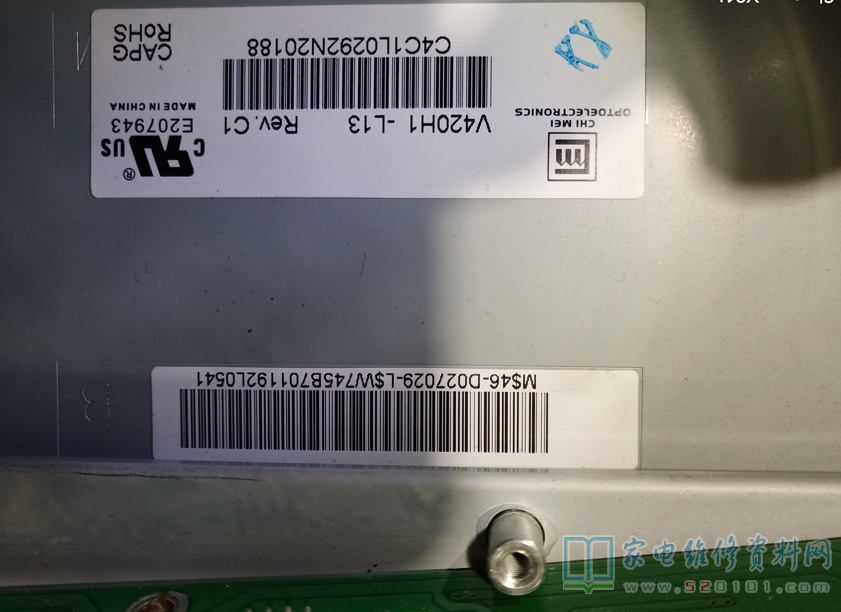 CHI MEI
OPTOELECTRONICS
V420H1 -L13 Rev. C1
C4C1L0292N20188
KY
c US
®
E207943
MADE IN CHINA
CAPG
RoHS
M$46-D027029-L$W745B701192L0541
家电维修资料网
www.520101.com